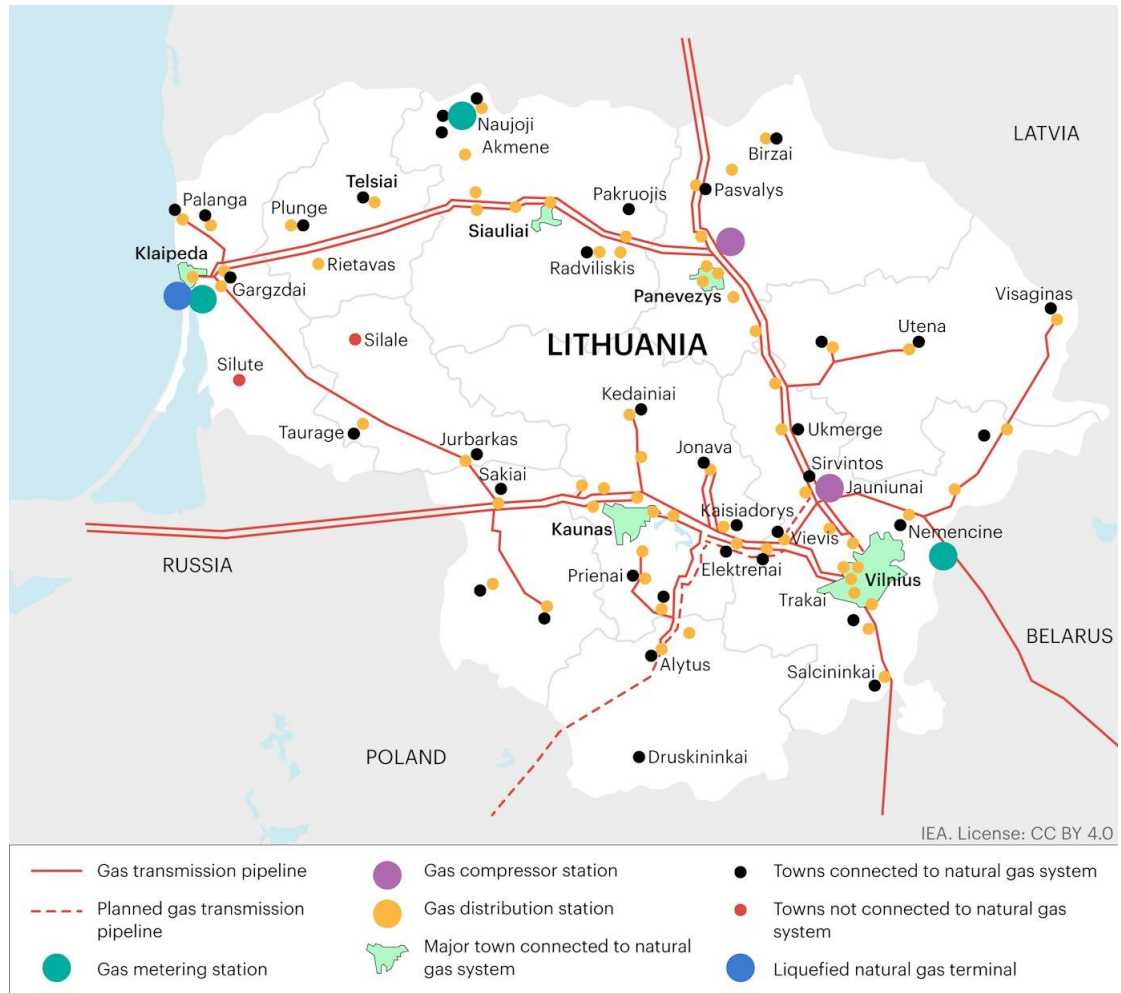 LATVIA
Naujoji
Akmene
Birzai
Telsiai
Pakruojis
Pasvalys
Palanga
Plunge
Siauliai
Klaipeda
Rietavas
Radviliskis
Gargzdai
Panevezys
Visaginas
Utena
LITHUANIA
Silale
Silute
Kedainiai
Taurage
Jurbarkas
Jonava
Ukmerge
Sakiai
Sirvintos
Jauniunai
Kaisiadorys
Kaunas
Vievis
Nemencine
RUSSIA
Prienai
Elektrenai
Vilnius
Trakai
BELARUS
Alytus
Salcininkai
POLAND
Druskininkai
IEA. License: CC BY 4.0
Gas transmission pipeline
Planned gas transmission
pipeline
Gas metering station
Gas compressor station
Gas distribution station
Major town connected to natural
gas system
Towns connected to natural gas system
Towns not connected to natural gas
system
Liquefied natural gas terminal